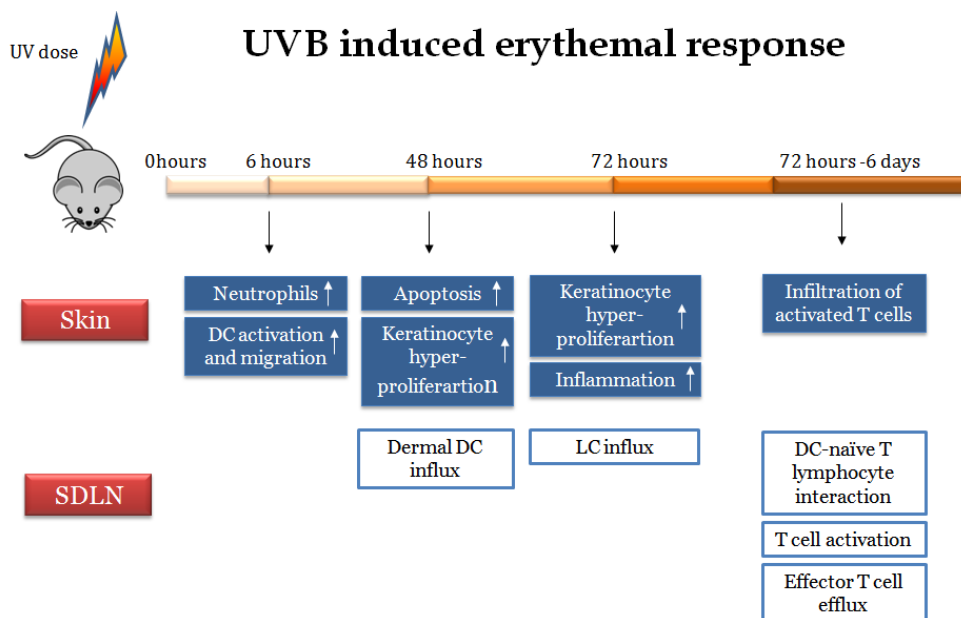 UV dose
UVB induced erythemal response
0hours
6 hours
48 hours
72 hours
72 hours -6 days
Skin
Neutrophils
DC activation
and migration
Apoptosis
Keratinocyte
hyper-
proliferartion
Keratinocyte
hyper-
proliferartion
Inflammation
Infiltration of
activated T cells
SDLN
Dermal DC
influx
LC influx
DC-naïve T
lymphocyte
interaction
T cell activation
Effector T cell
efflux